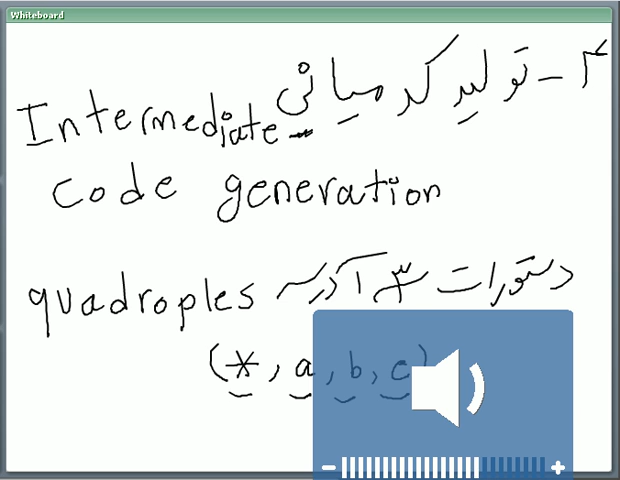 Whiteboard
۴ - تولید کد میانی
Intermediate
code generation
دستورات ۳ آدرسه quadroples
(*, a, b, c)